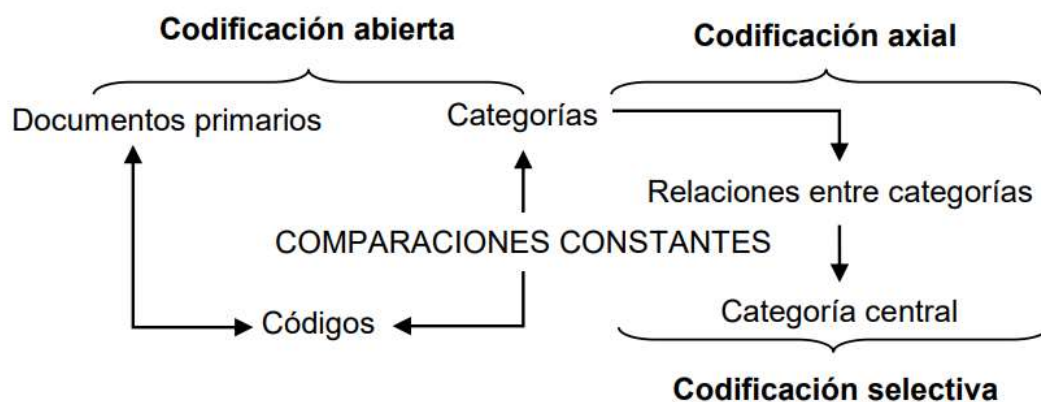 Codificación abierta
Codificación axial
Documentos primarios
Categorías
Relaciones entre categorías
COMPARACIONES CONSTANTES
Códigos
Categoría central
Codificación selectiva